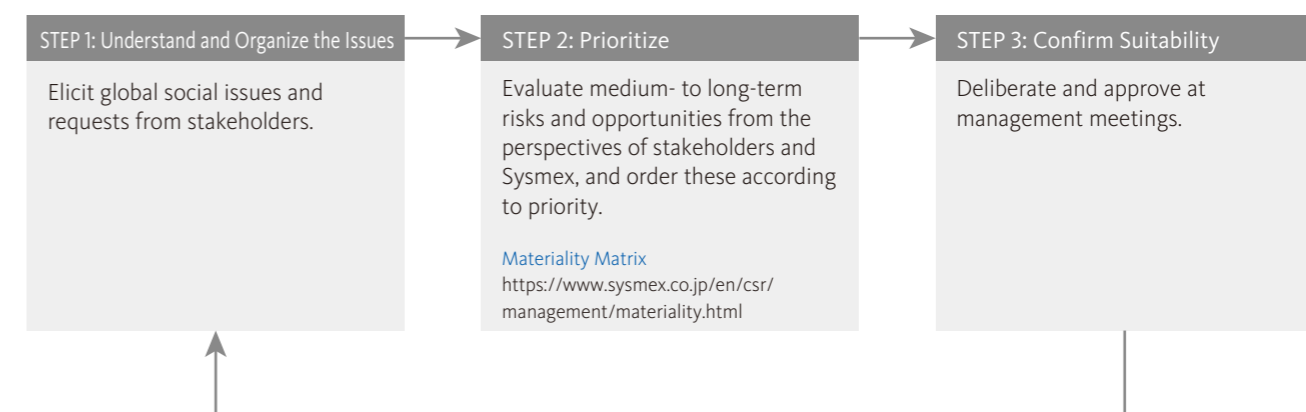 STEP 1: Understand and Organize the Issues
Elicit global social issues and
requests from stakeholders.
STEP 2: Prioritize
Evaluate medium- to long-term
risks and opportunities from the
perspectives of stakeholders and
Sysmex, and order these according
to priority.
Materiality Matrix
https://www.sysmex.co.jp/en/csr/
management/materiality.html
STEP 3: Confirm Suitability
Deliberate and approve at
management meetings.